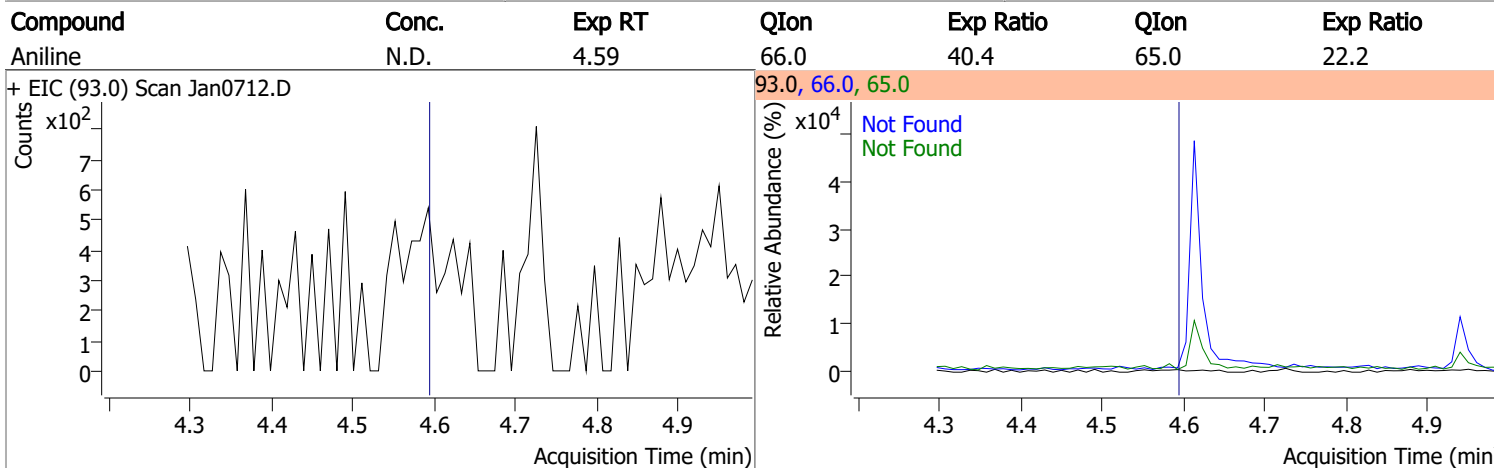 Compound Conc. Exp RT QIon Exp Ratio QIon Exp Ratio
Aniline N.D. 4.59 66.0 40.4 65.0 22.2
+ EIC (93.0) Scan Jan0712.D
Counts
x10²
7
6
5
4
3
2
1
0
4.3 4.4 4.5 4.6 4.7 4.8 4.9
Acquisition Time (min)
93.0, 66.0, 65.0
Relative Abundance (%)
x10⁴
Not Found
Not Found
4
3
2
1
0
4.3 4.4 4.5 4.6 4.7 4.8 4.9
Acquisition Time (min